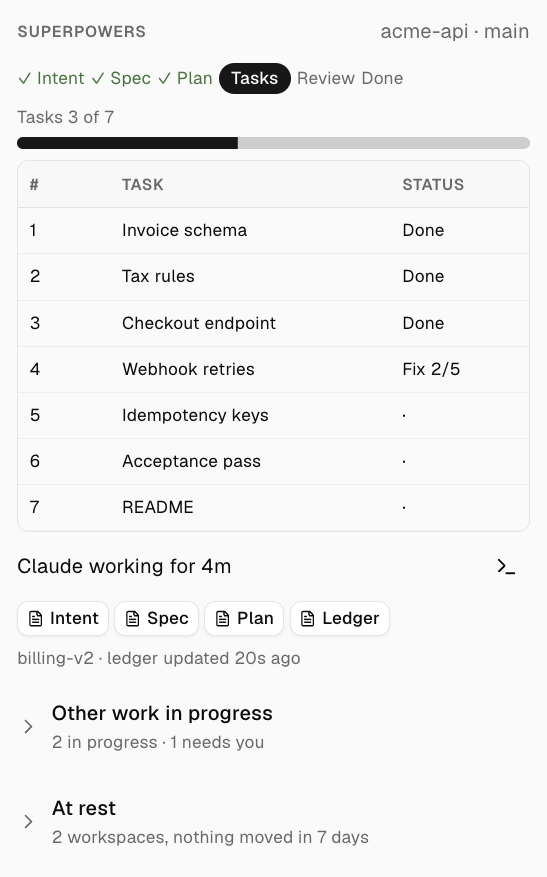 SUPERPOWERS acme-api · main
✓ Intent ✓ Spec ✓ Plan Tasks Review Done
Tasks 3 of 7
# TASK STATUS
1 Invoice schema Done
2 Tax rules Done
3 Checkout endpoint Done
4 Webhook retries Fix 2/5
5 Idempotency keys ·
6 Acceptance pass ·
7 README ·
Claude working for 4m
Intent Spec Plan Ledger
billing-v2 · ledger updated 20s ago
Other work in progress
2 in progress · 1 needs you
At rest
2 workspaces, nothing moved in 7 days